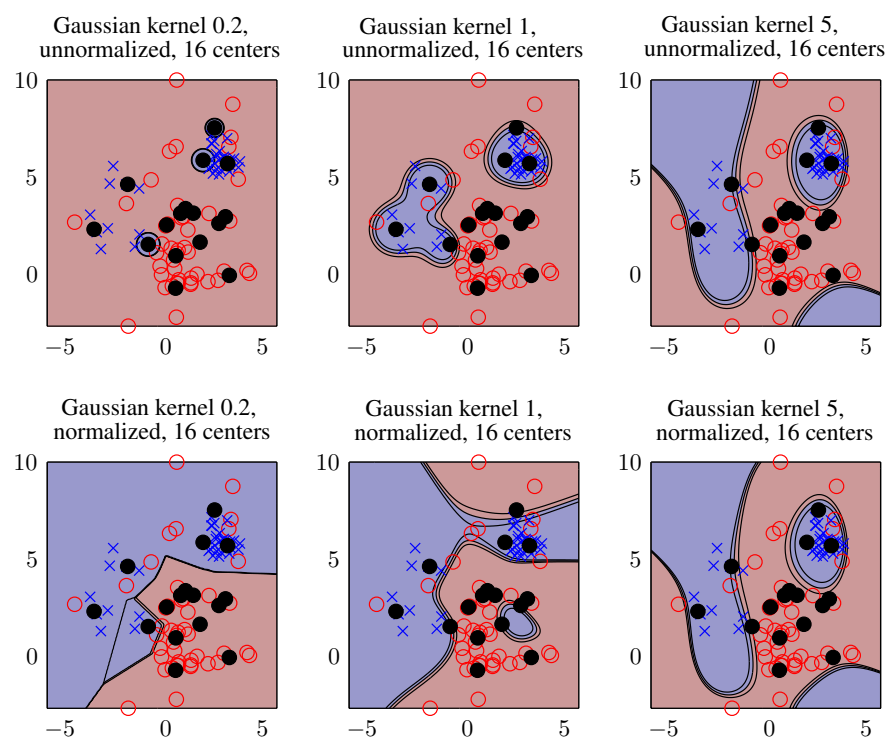 Gaussian kernel 0.2,
unnormalized, 16 centers
Gaussian kernel 1,
unnormalized, 16 centers
Gaussian kernel 5,
unnormalized, 16 centers
10
5
0
−5 0 5
10
5
0
−5 0 5
10
5
0
−5 0 5
Gaussian kernel 0.2,
normalized, 16 centers
Gaussian kernel 1,
normalized, 16 centers
Gaussian kernel 5,
normalized, 16 centers
10
5
0
−5 0 5
10
5
0
−5 0 5
10
5
0
−5 0 5